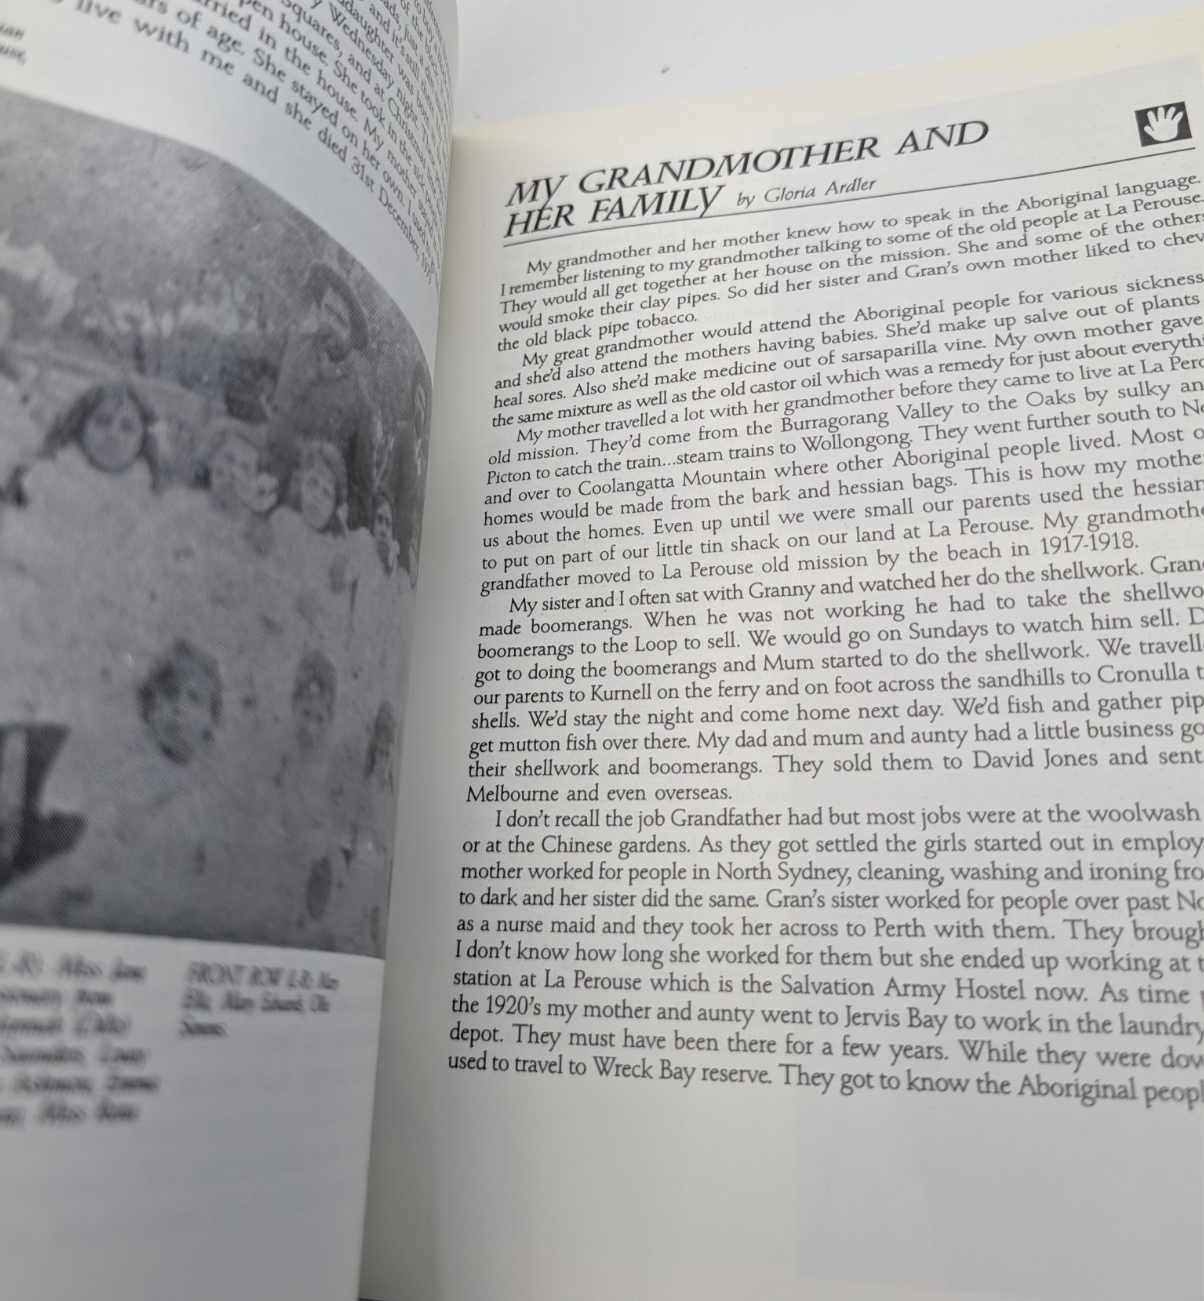 live with me and she died 31st December,
MY GRANDMOTHER AND
HER FAMILY by Gloria Ardler
My grandmother and her mother knew how to speak in the Aboriginal language.
I remember listening to my grandmother talking to some of the old people at La Perouse.
They would all get together at her house on the mission. She and some of the other
would smoke their clay pipes. So did her sister and Gran's own mother liked to chew
the old black pipe tobacco.
My great grandmother would attend the Aboriginal people for various sickness
and she'd also attend the mothers having babies. She'd make up salve out of plants
heal sores. Also she'd make medicine out of sarsaparilla vine. My own mother gave
the same mixture as well as the old castor oil which was a remedy for just about everythi
My mother travelled a lot with her grandmother before they came to live at La Pero
old mission. They'd come from the Burragorang Valley to the Oaks by sulky an
Picton to catch the train...steam trains to Wollongong. They went further south to No
and over to Coolangatta Mountain where other Aboriginal people lived. Most o
homes would be made from the bark and hessian bags. This is how my mothe
us about the homes. Even up until we were small our parents used the hessian
to put on part of our little tin shack on our land at La Perouse. My grandmothe
grandfather moved to La Perouse old mission by the beach in 1917-1918.
My sister and I often sat with Granny and watched her do the shellwork. Gran
made boomerangs. When he was not working he had to take the shellwo
boomerangs to the Loop to sell. We would go on Sundays to watch him sell. D
got to doing the boomerangs and Mum started to do the shellwork. We travell
our parents to Kurnell on the ferry and on foot across the sandhills to Cronulla t
shells. We'd stay the night and come home next day. We'd fish and gather pip
get mutton fish over there. My dad and mum and aunty had a little business go
their shellwork and boomerangs. They sold them to David Jones and sent
Melbourne and even overseas.
I don't recall the job Grandfather had but most jobs were at the woolwash
or at the Chinese gardens. As they got settled the girls started out in employ
mother worked for people in North Sydney, cleaning, washing and ironing fro
to dark and her sister did the same. Gran's sister worked for people over past No
as a nurse maid and they took her across to Perth with them. They brough
I don't know how long she worked for them but she ended up working at t
station at La Perouse which is the Salvation Army Hostel now. As time
the 1920's my mother and aunty went to Jervis Bay to work in the laundry
depot. They must have been there for a few years. While they were dow
used to travel to Wreck Bay reserve. They got to know the Aboriginal peopl